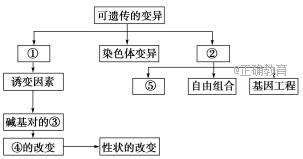 可遗传的变异
① 染色体变异 ②
@正确教育
诱变因素 ⑤ 自由组合 基因工程
碱基对的③
④的改变 性状的改变